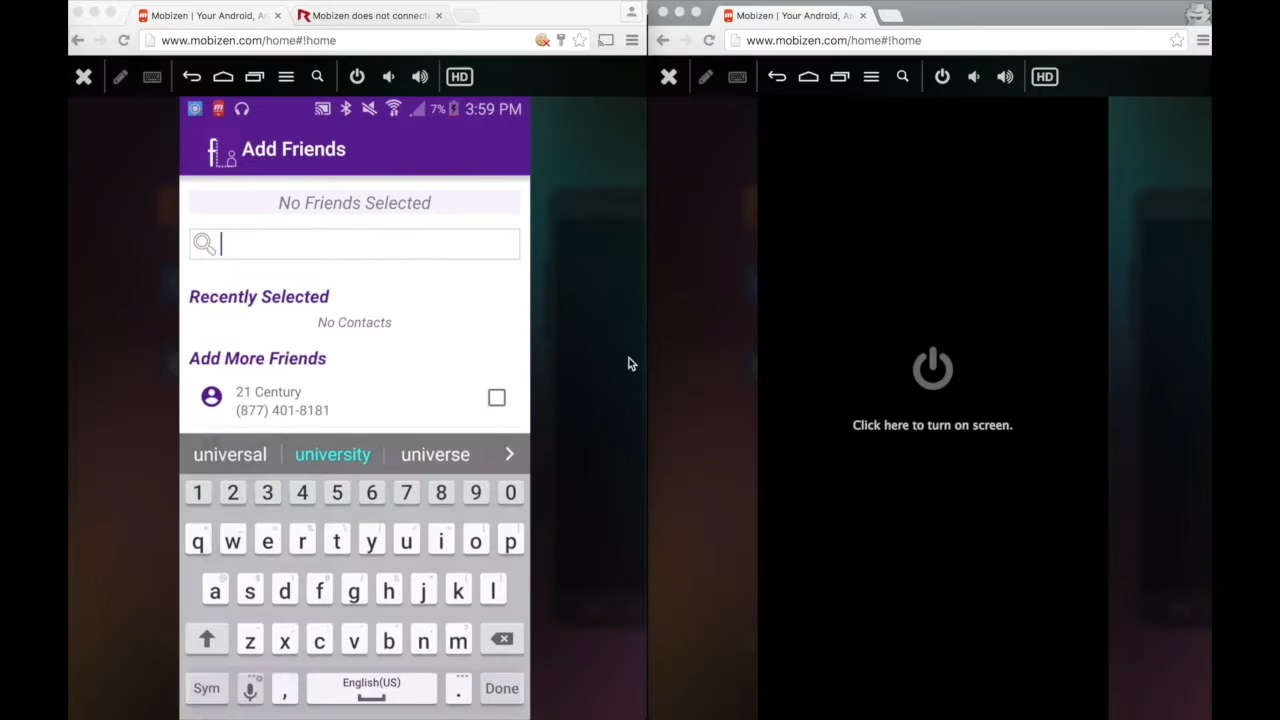 Mobizen | Your Android, An
Mobizen does not connect
www.mobizen.com/home#!home
HD
7% 3:59 PM
Add Friends
No Friends Selected
Recently Selected
No Contacts
Add More Friends
21 Century
(877) 401-8181
universal university universe
1 2 3 4 5 6 7 8 9 0
q w e r t y u i o p
a s d f g h j k l
z x c v b n m
Sym , English(US) . Done
Mobizen | Your Android, An
www.mobizen.com/home#!home
HD
Click here to turn on screen.